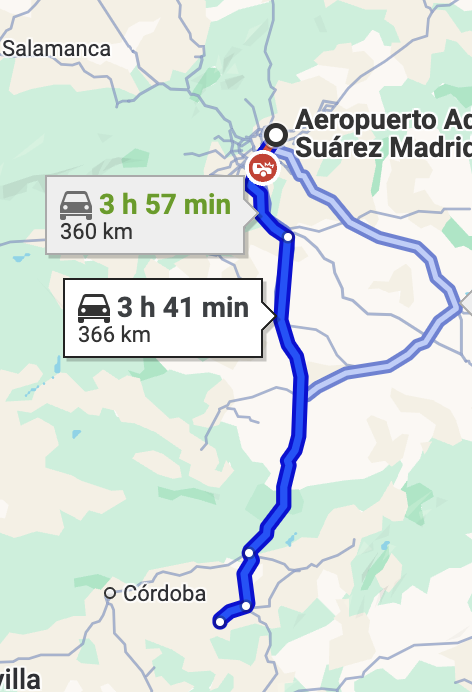 Salamanca
Aeropuerto Ad
Suárez Madrid
3 h 57 min
360 km
3 h 41 min
366 km
Córdoba
villa